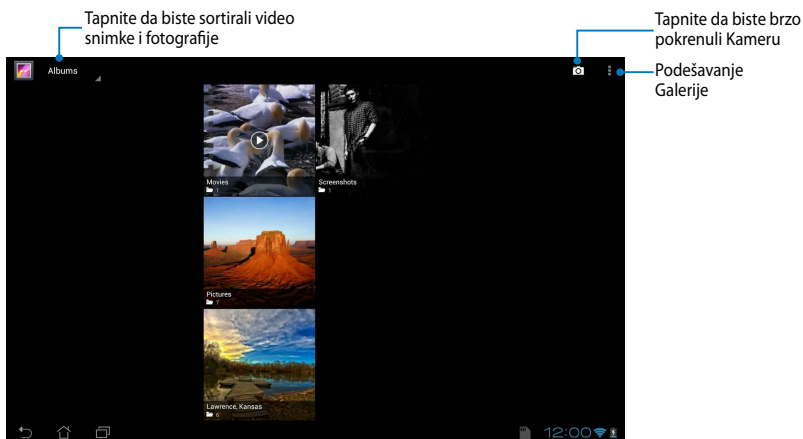 Tapnite da biste sortirali video
snimke i fotografije
Tapnite da biste brzo
pokrenuli Kameru
Podešavanje
Galerije
Albums
Movies
1
Screenshots
1
Pictures
7
Lawrence, Kansas
6
12:00